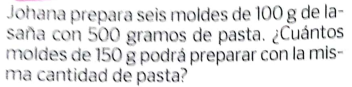 Johana prepara seis moldes de 100 g de la-
saña con 500 gramos de pasta. ¿Cuántos
moldes de 150 g podrá preparar con la mis-
ma cantidad de pasta?